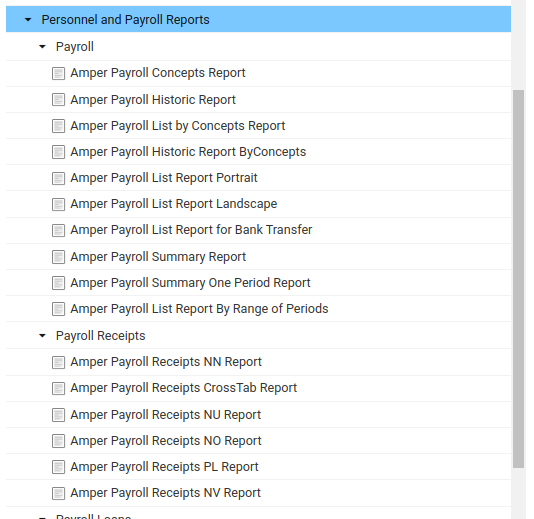 Personnel and Payroll Reports
Payroll
Amper Payroll Concepts Report
Amper Payroll Historic Report
Amper Payroll List by Concepts Report
Amper Payroll Historic Report ByConcepts
Amper Payroll List Report Portrait
Amper Payroll List Report Landscape
Amper Payroll List Report for Bank Transfer
Amper Payroll Summary Report
Amper Payroll Summary One Period Report
Amper Payroll List Report By Range of Periods
Payroll Receipts
Amper Payroll Receipts NN Report
Amper Payroll Receipts CrossTab Report
Amper Payroll Receipts NU Report
Amper Payroll Receipts NO Report
Amper Payroll Receipts PL Report
Amper Payroll Receipts NV Report
Payroll Loans